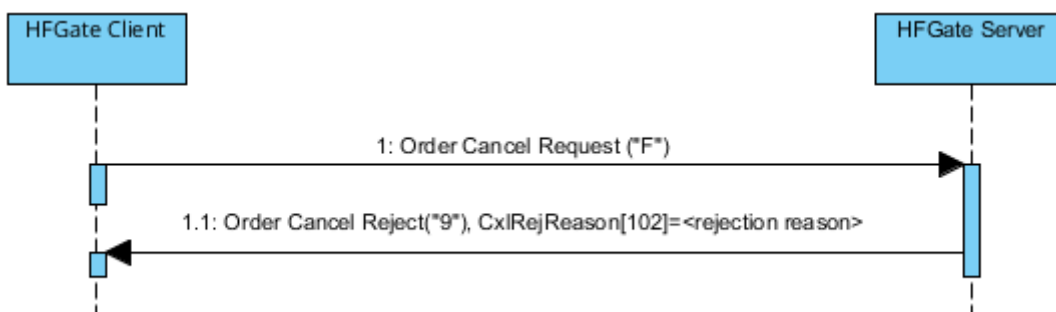 HFGate Client
HFGate Server
1: Order Cancel Request ("F")
1.1: Order Cancel Reject("9"), CxlRejReason[102]=<rejection reason>